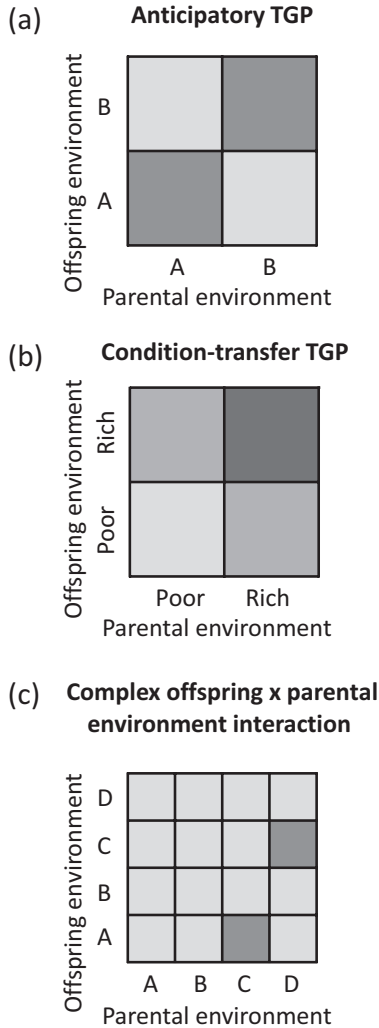 (a)
Anticipatory TGP
Offspring environment
B
A
A B
Parental environment
(b)
Condition-transfer TGP
Offspring environment
Rich
Poor
Poor Rich
Parental environment
(c)
Complex offspring x parental
environment interaction
Offspring environment
D
C
B
A
A B C D
Parental environment